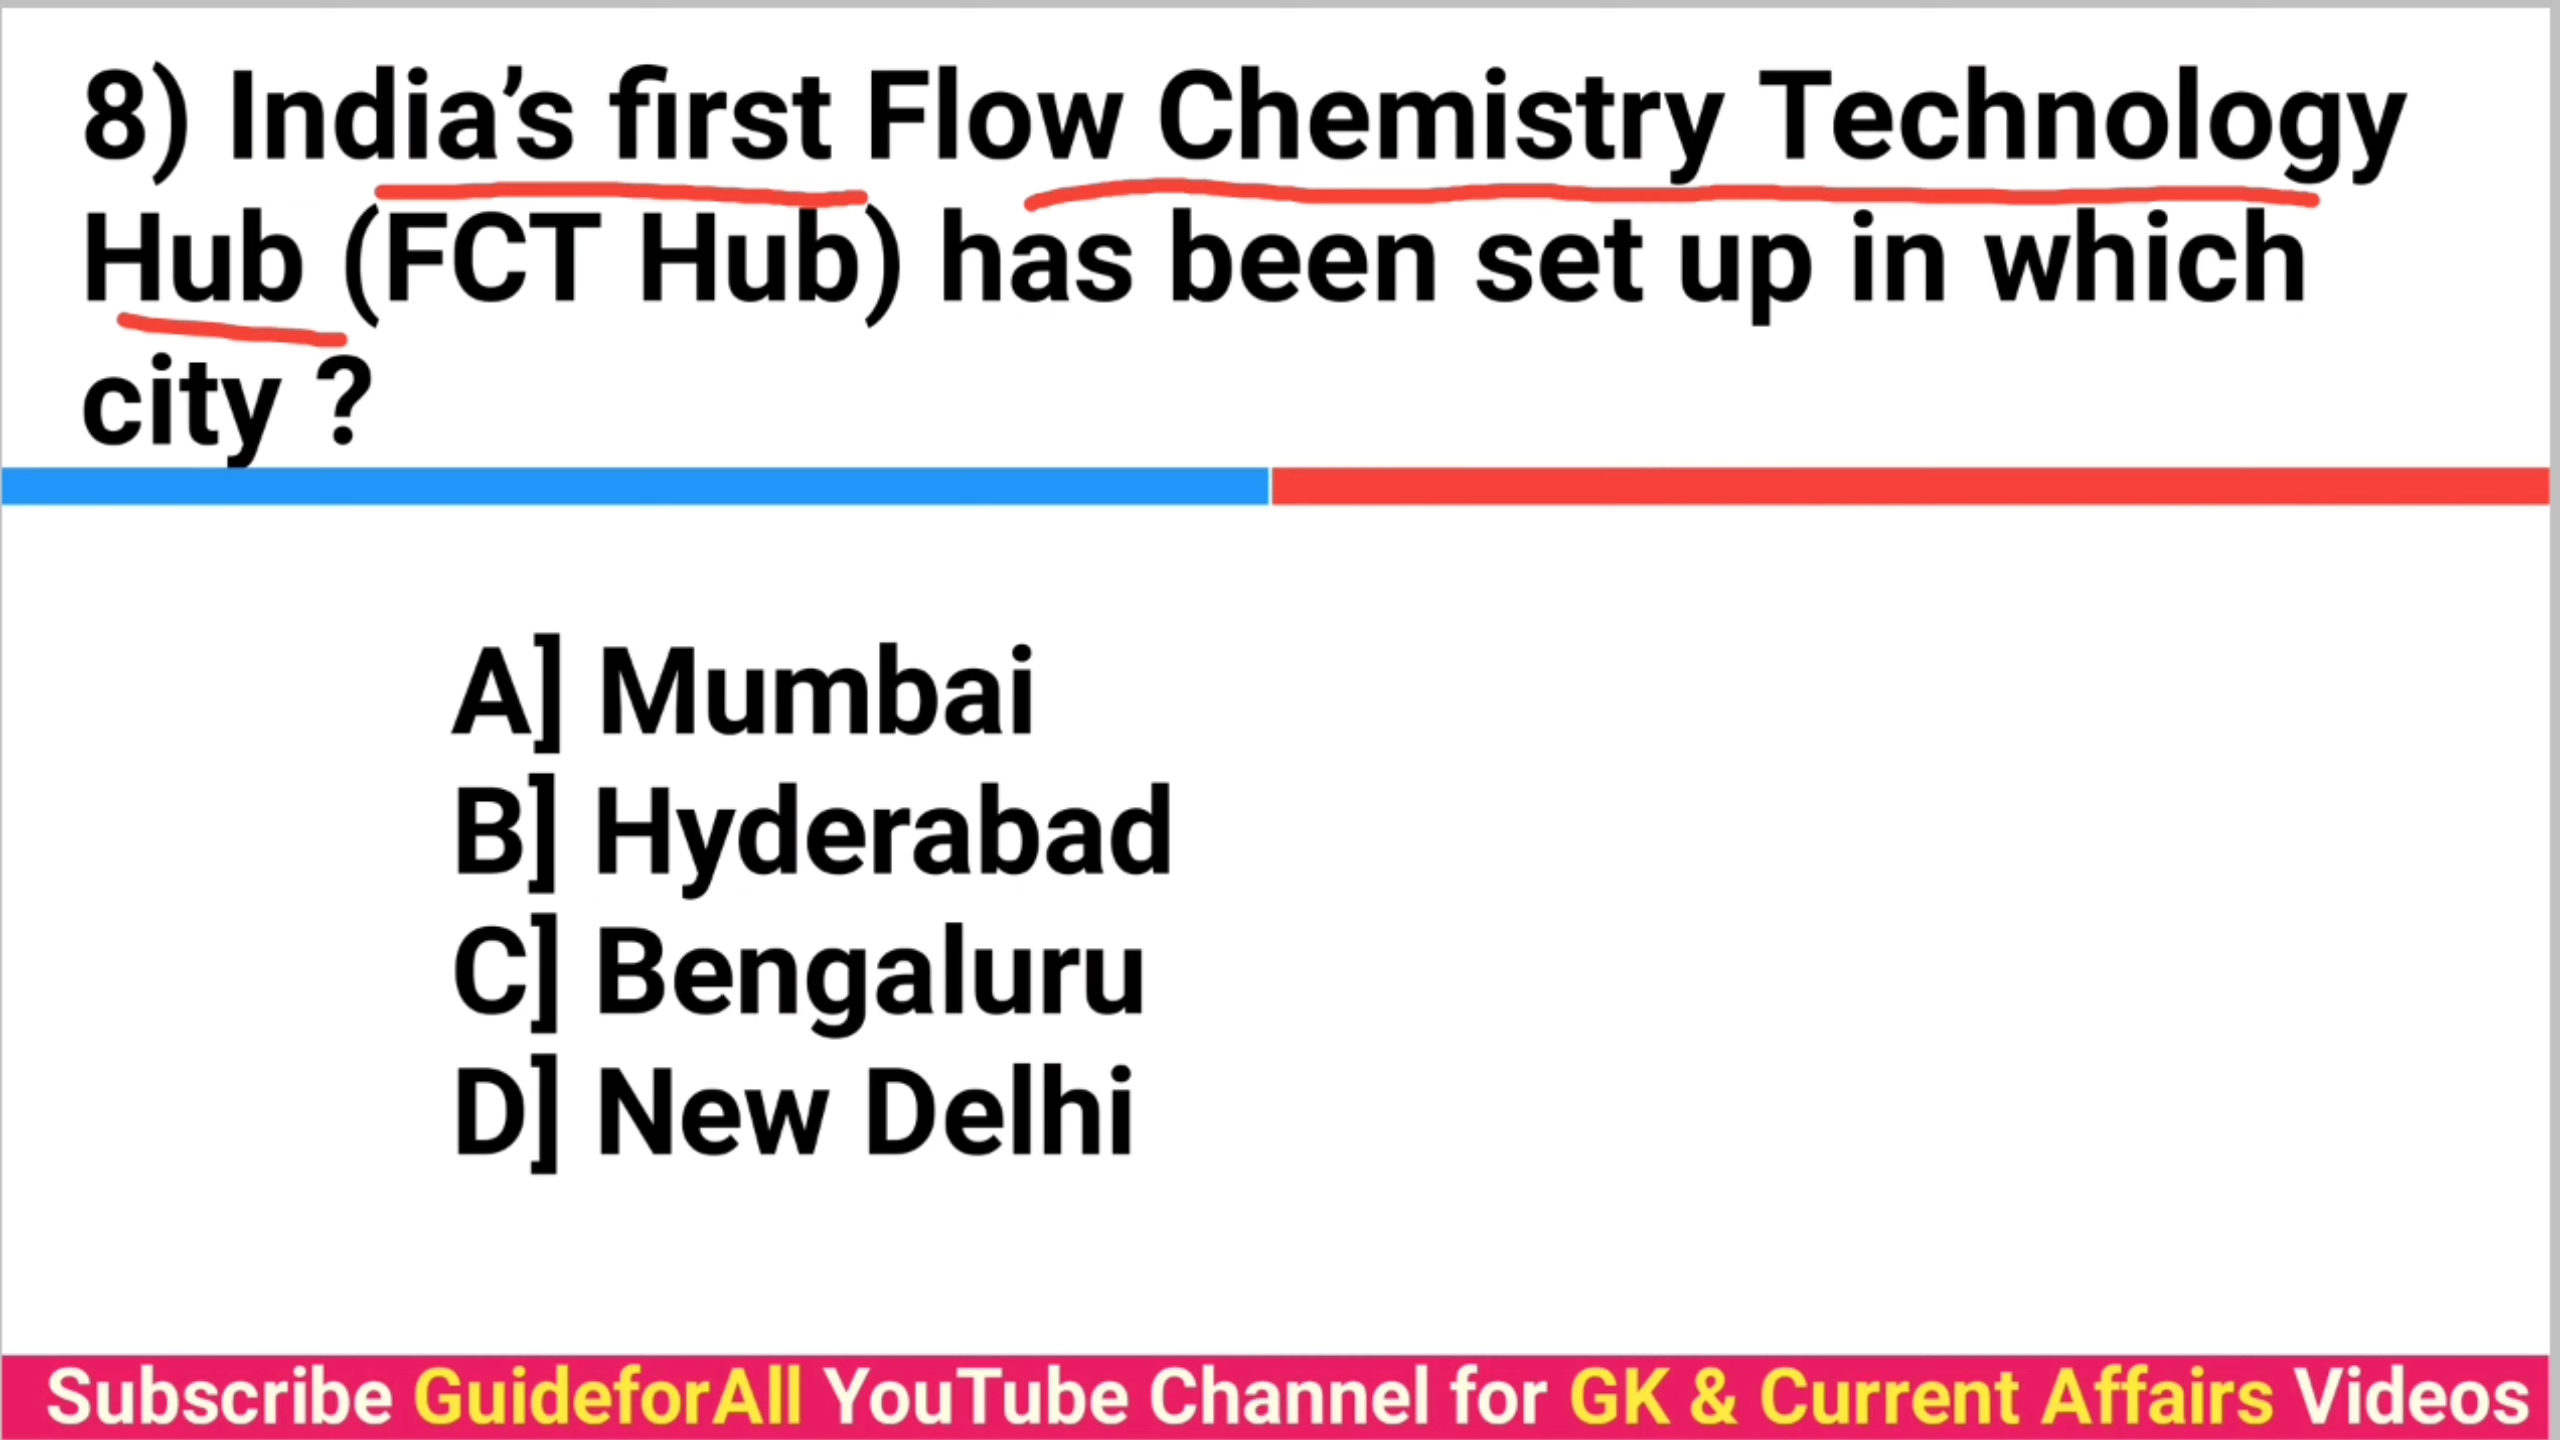 8) India’s first Flow Chemistry Technology
Hub (FCT Hub) has been set up in which
city ?
A] Mumbai
B] Hyderabad
C] Bengaluru
D] New Delhi
Subscribe GuideforAll YouTube Channel for GK & Current Affairs Videos